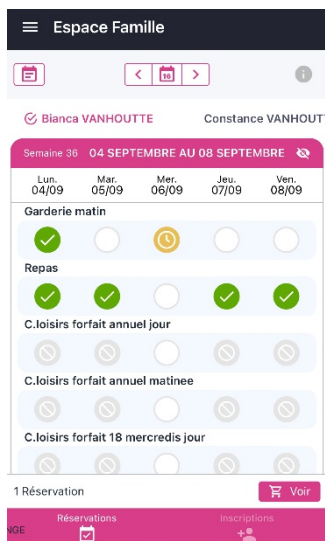 Espace Famille
16
Bianca VANHOUTTE Constance VANHOUT
Semaine 36 04 SEPTEMBRE AU 08 SEPTEMBRE
Lun. Mar. Mer. Jeu. Ven.
04/09 05/09 06/09 07/09 08/09
Garderie matin
Repas
C.loisirs forfait annuel jour
C.loisirs forfait annuel matinee
C.loisirs forfait 18 mercredis jour
1 Réservation Voir
Réservations Inscriptions
NGE